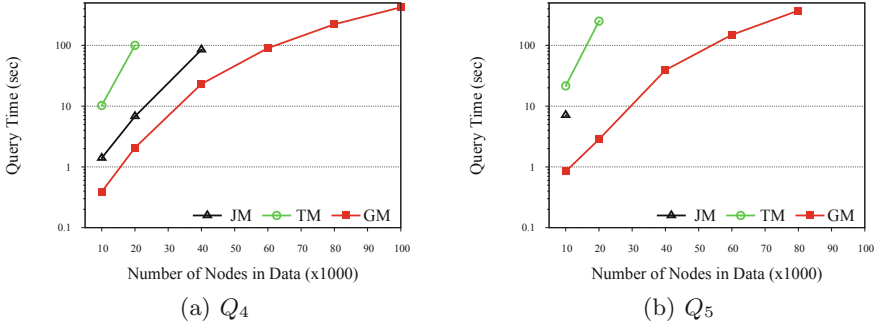 100
10
1
0.1
Query Time (sec)
JM TM GM
10 20 30 40 50 60 70 80 90 100
Number of Nodes in Data (x1000)
(a) Q4
100
10
1
0.1
Query Time (sec)
JM TM GM
10 20 30 40 50 60 70 80 90 100
Number of Nodes in Data (x1000)
(b) Q5